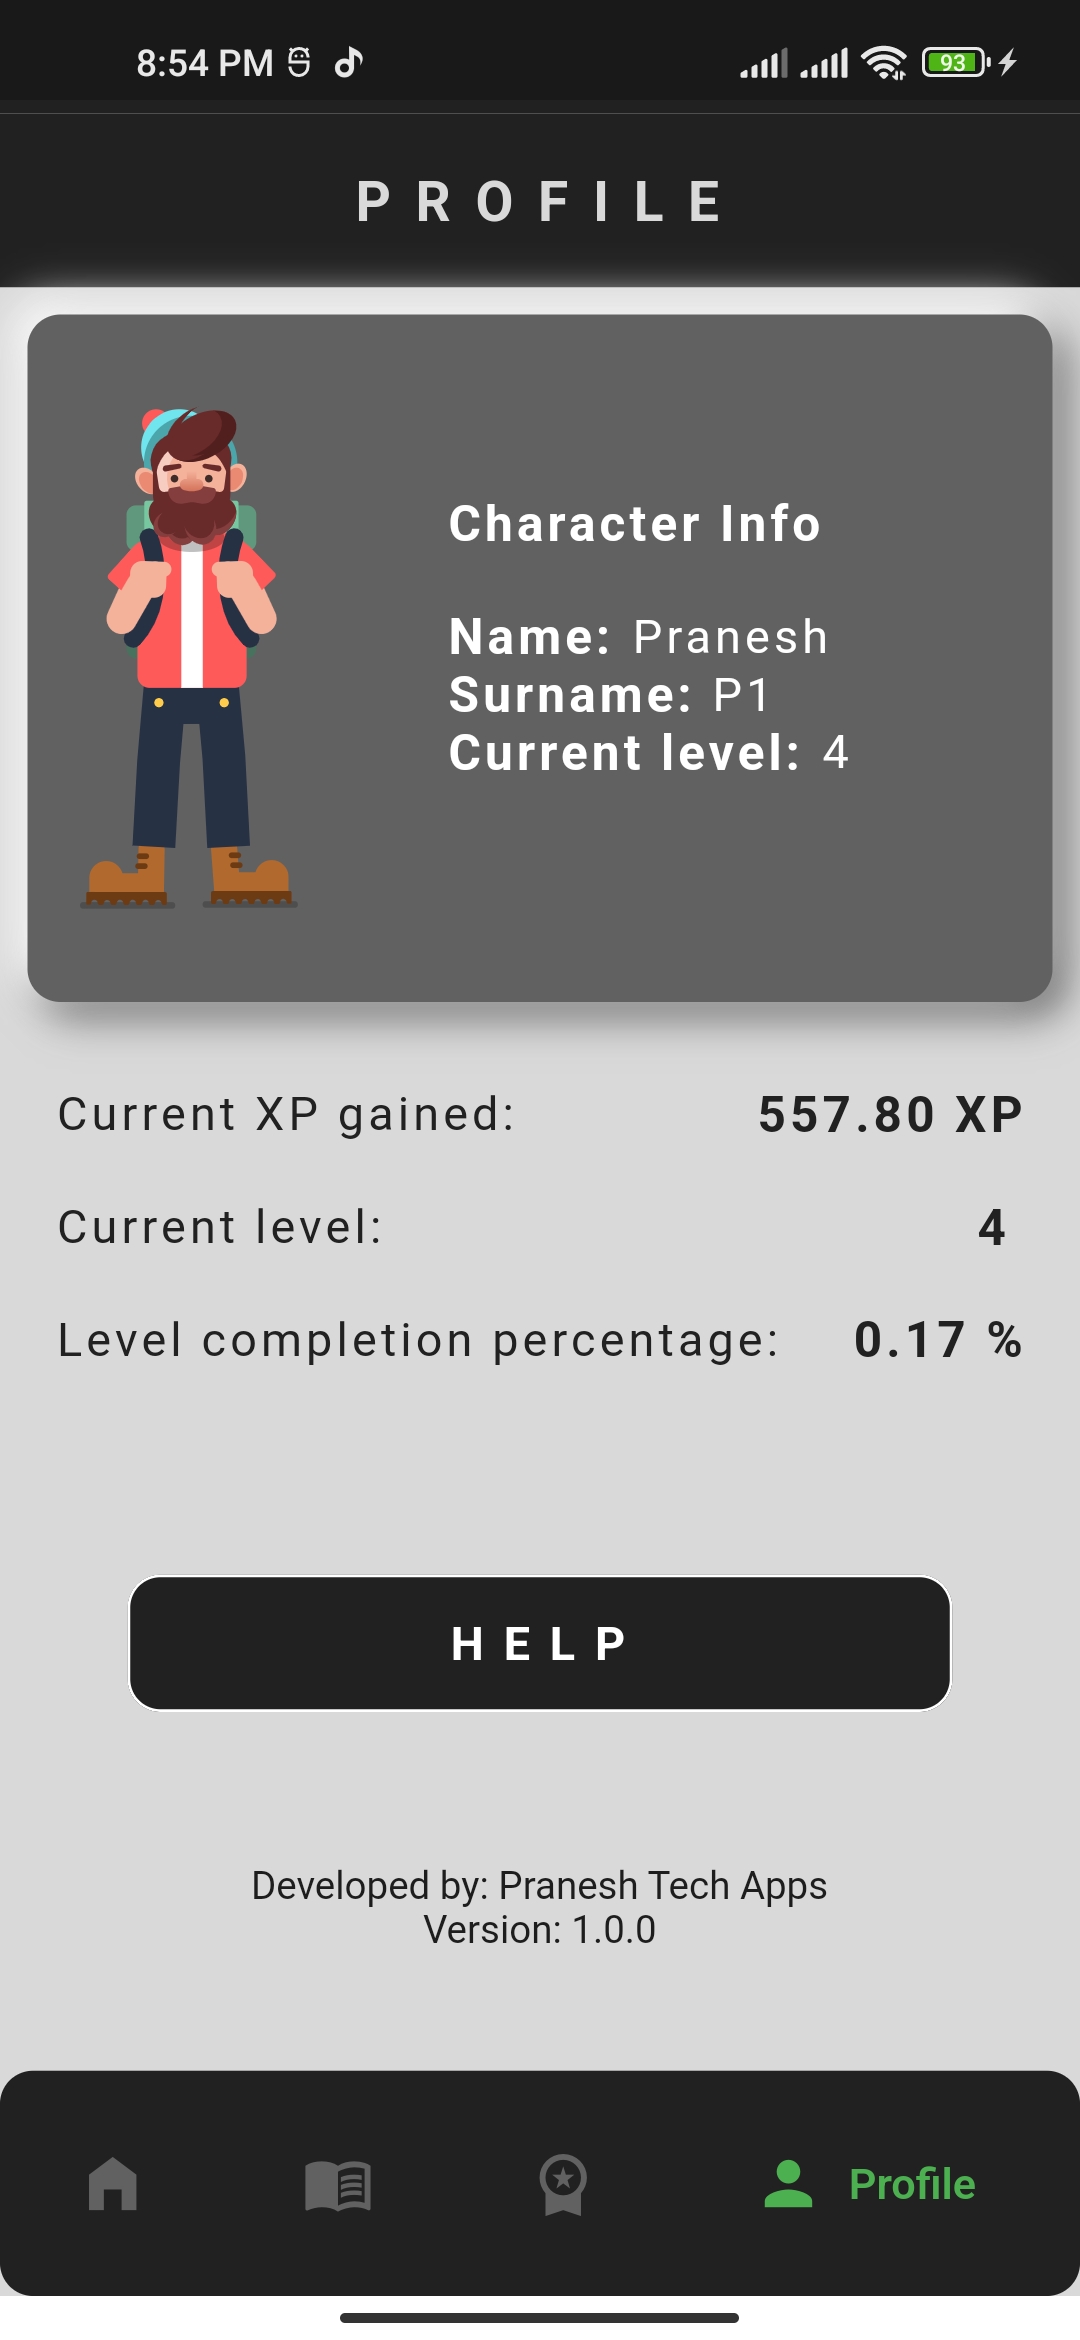 8:54 PM
93
PROFILE
Character Info
Name: Pranesh
Surname: P1
Current level: 4
Current XP gained: 557.80 XP
Current level: 4
Level completion percentage: 0.17 %
HELP
Developed by: Pranesh Tech Apps
Version: 1.0.0
Profile